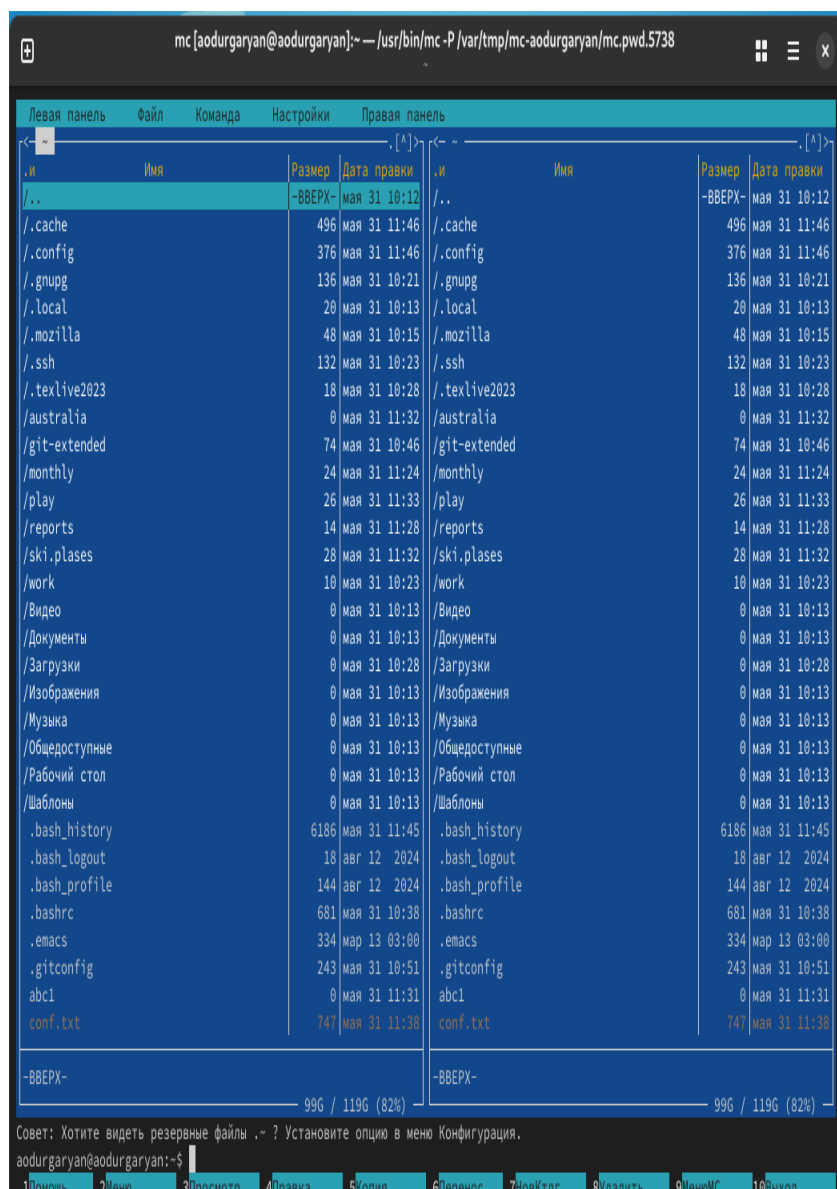 mc [aodurgaryan@aodurgaryan]:~ — /usr/bin/mc -P /var/tmp/mc-aodurgaryan/mc.pwd.5738
~
Левая панель Файл Команда Настройки Правая панель
<- ~ .[^]> <- ~ .[^]>
.и Имя Размер Дата правки .и Имя Размер Дата правки
/.. -ВВЕРХ- мая 31 10:12 /.. -ВВЕРХ- мая 31 10:12
/.cache 496 мая 31 11:46 /.cache 496 мая 31 11:46
/.config 376 мая 31 11:46 /.config 376 мая 31 11:46
/.gnupg 136 мая 31 10:21 /.gnupg 136 мая 31 10:21
/.local 20 мая 31 10:13 /.local 20 мая 31 10:13
/.mozilla 48 мая 31 10:15 /.mozilla 48 мая 31 10:15
/.ssh 132 мая 31 10:23 /.ssh 132 мая 31 10:23
/.texlive2023 18 мая 31 10:28 /.texlive2023 18 мая 31 10:28
/australia 0 мая 31 11:32 /australia 0 мая 31 11:32
/git-extended 74 мая 31 10:46 /git-extended 74 мая 31 10:46
/monthly 24 мая 31 11:24 /monthly 24 мая 31 11:24
/play 26 мая 31 11:33 /play 26 мая 31 11:33
/reports 14 мая 31 11:28 /reports 14 мая 31 11:28
/ski.plases 28 мая 31 11:32 /ski.plases 28 мая 31 11:32
/work 10 мая 31 10:23 /work 10 мая 31 10:23
/Видео 0 мая 31 10:13 /Видео 0 мая 31 10:13
/Документы 0 мая 31 10:13 /Документы 0 мая 31 10:13
/Загрузки 0 мая 31 10:28 /Загрузки 0 мая 31 10:28
/Изображения 0 мая 31 10:13 /Изображения 0 мая 31 10:13
/Музыка 0 мая 31 10:13 /Музыка 0 мая 31 10:13
/Общедоступные 0 мая 31 10:13 /Общедоступные 0 мая 31 10:13
/Рабочий стол 0 мая 31 10:13 /Рабочий стол 0 мая 31 10:13
/Шаблоны 0 мая 31 10:13 /Шаблоны 0 мая 31 10:13
.bash_history 6186 мая 31 11:45 .bash_history 6186 мая 31 11:45
.bash_logout 18 авг 12 2024 .bash_logout 18 авг 12 2024
.bash_profile 144 авг 12 2024 .bash_profile 144 авг 12 2024
.bashrc 681 мая 31 10:38 .bashrc 681 мая 31 10:38
.emacs 334 мар 13 03:00 .emacs 334 мар 13 03:00
.gitconfig 243 мая 31 10:51 .gitconfig 243 мая 31 10:51
abc1 0 мая 31 11:31 abc1 0 мая 31 11:31
conf.txt 747 мая 31 11:38 conf.txt 747 мая 31 11:38
-ВВЕРХ- -ВВЕРХ-
99G / 119G (82%) 99G / 119G (82%)
Совет: Хотите видеть резервные файлы .~ ? Установите опцию в меню Конфигурация.
aodurgaryan@aodurgaryan:~$
1Помощь 2Меню 3Просмотр 4Правка 5Копия 6Перенос 7НовКтлг 8Удалить 9МенюMC 10Выход